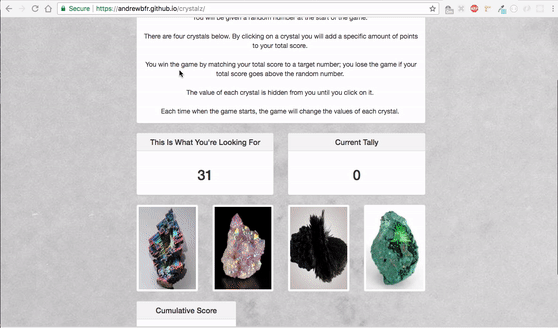 Secure https://andrewbfr.github.io/crystalz/
You will be given a random number at the start of the game.
There are four crystals below. By clicking on a crystal you will add a specific amount of points
to your total score.
You win the game by matching your total score to a target number; you lose the game if your
total score goes above the random number.
The value of each crystal is hidden from you until you click on it.
Each time when the game starts, the game will change the values of each crystal.
This Is What You're Looking For
Current Tally
31
0
Cumulative Score